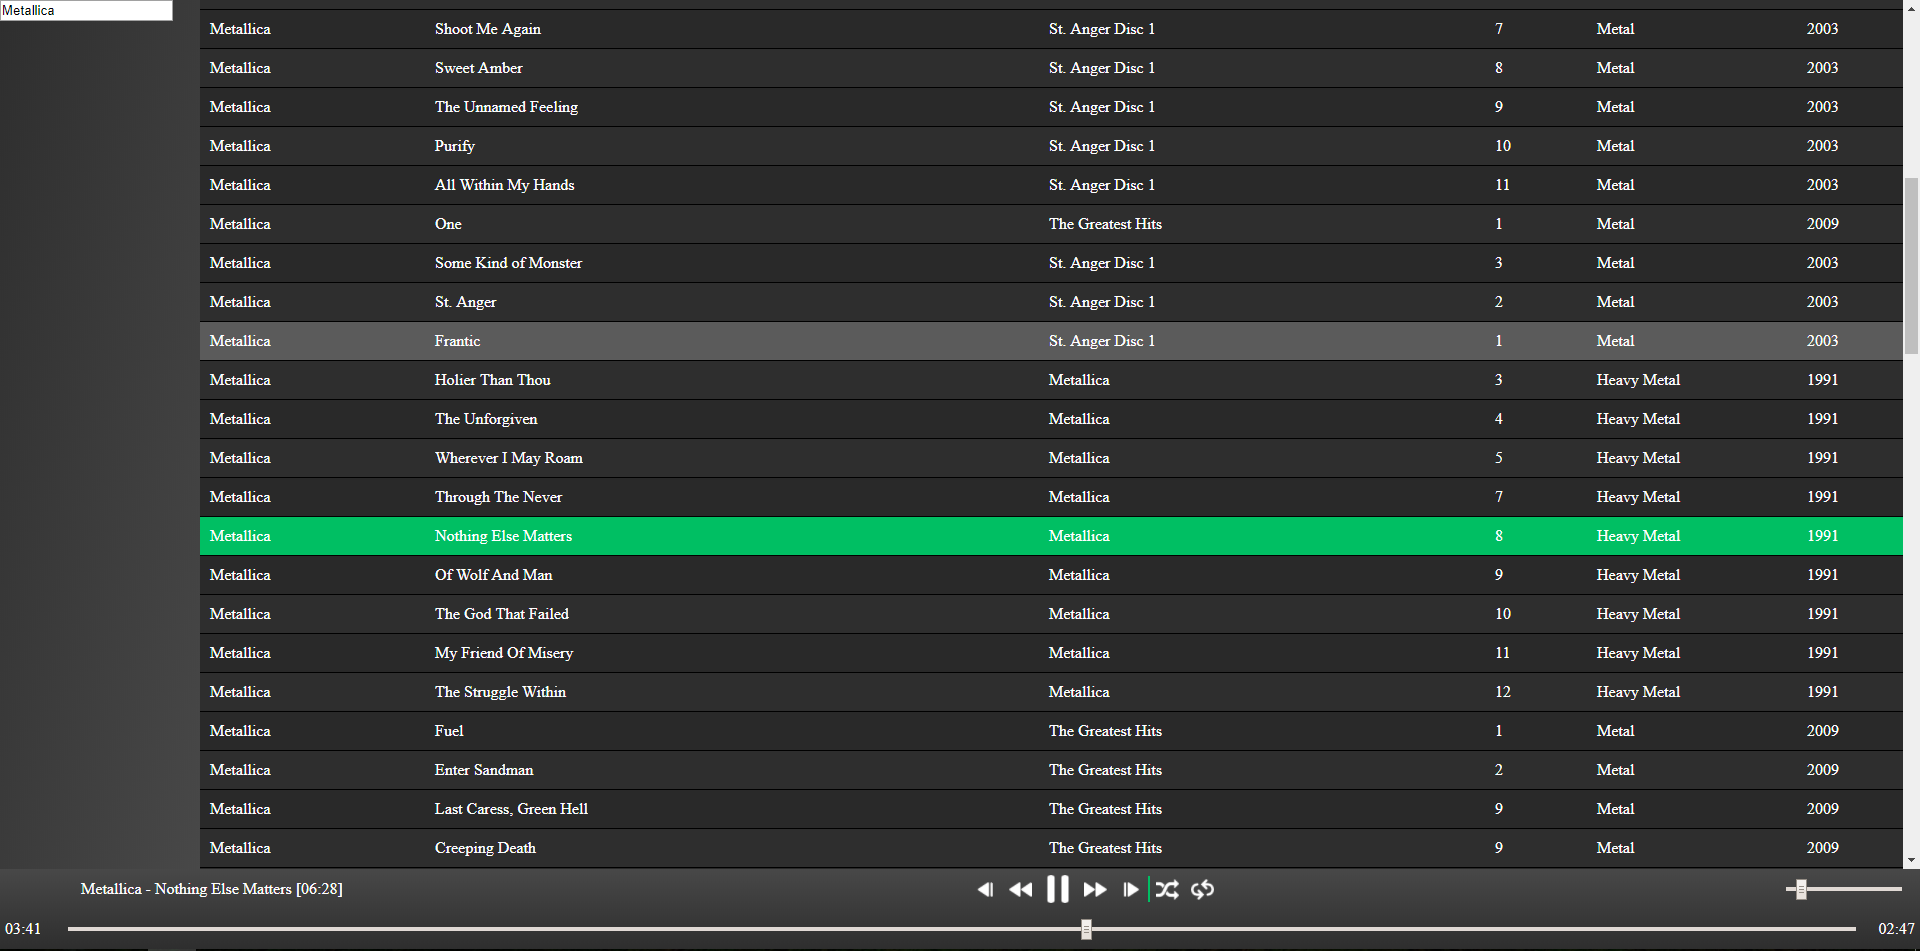 Metallica
Metallica Shoot Me Again St. Anger Disc 1 7 Metal 2003
Metallica Sweet Amber St. Anger Disc 1 8 Metal 2003
Metallica The Unnamed Feeling St. Anger Disc 1 9 Metal 2003
Metallica Purify St. Anger Disc 1 10 Metal 2003
Metallica All Within My Hands St. Anger Disc 1 11 Metal 2003
Metallica One The Greatest Hits 1 Metal 2009
Metallica Some Kind of Monster St. Anger Disc 1 3 Metal 2003
Metallica St. Anger St. Anger Disc 1 2 Metal 2003
Metallica Frantic St. Anger Disc 1 1 Metal 2003
Metallica Holier Than Thou Metallica 3 Heavy Metal 1991
Metallica The Unforgiven Metallica 4 Heavy Metal 1991
Metallica Wherever I May Roam Metallica 5 Heavy Metal 1991
Metallica Through The Never Metallica 7 Heavy Metal 1991
Metallica Nothing Else Matters Metallica 8 Heavy Metal 1991
Metallica Of Wolf And Man Metallica 9 Heavy Metal 1991
Metallica The God That Failed Metallica 10 Heavy Metal 1991
Metallica My Friend Of Misery Metallica 11 Heavy Metal 1991
Metallica The Struggle Within Metallica 12 Heavy Metal 1991
Metallica Fuel The Greatest Hits 1 Metal 2009
Metallica Enter Sandman The Greatest Hits 2 Metal 2009
Metallica Last Caress, Green Hell The Greatest Hits 9 Metal 2009
Metallica Creeping Death The Greatest Hits 9 Metal 2009
Metallica - Nothing Else Matters [06:28]
03:41 02:47